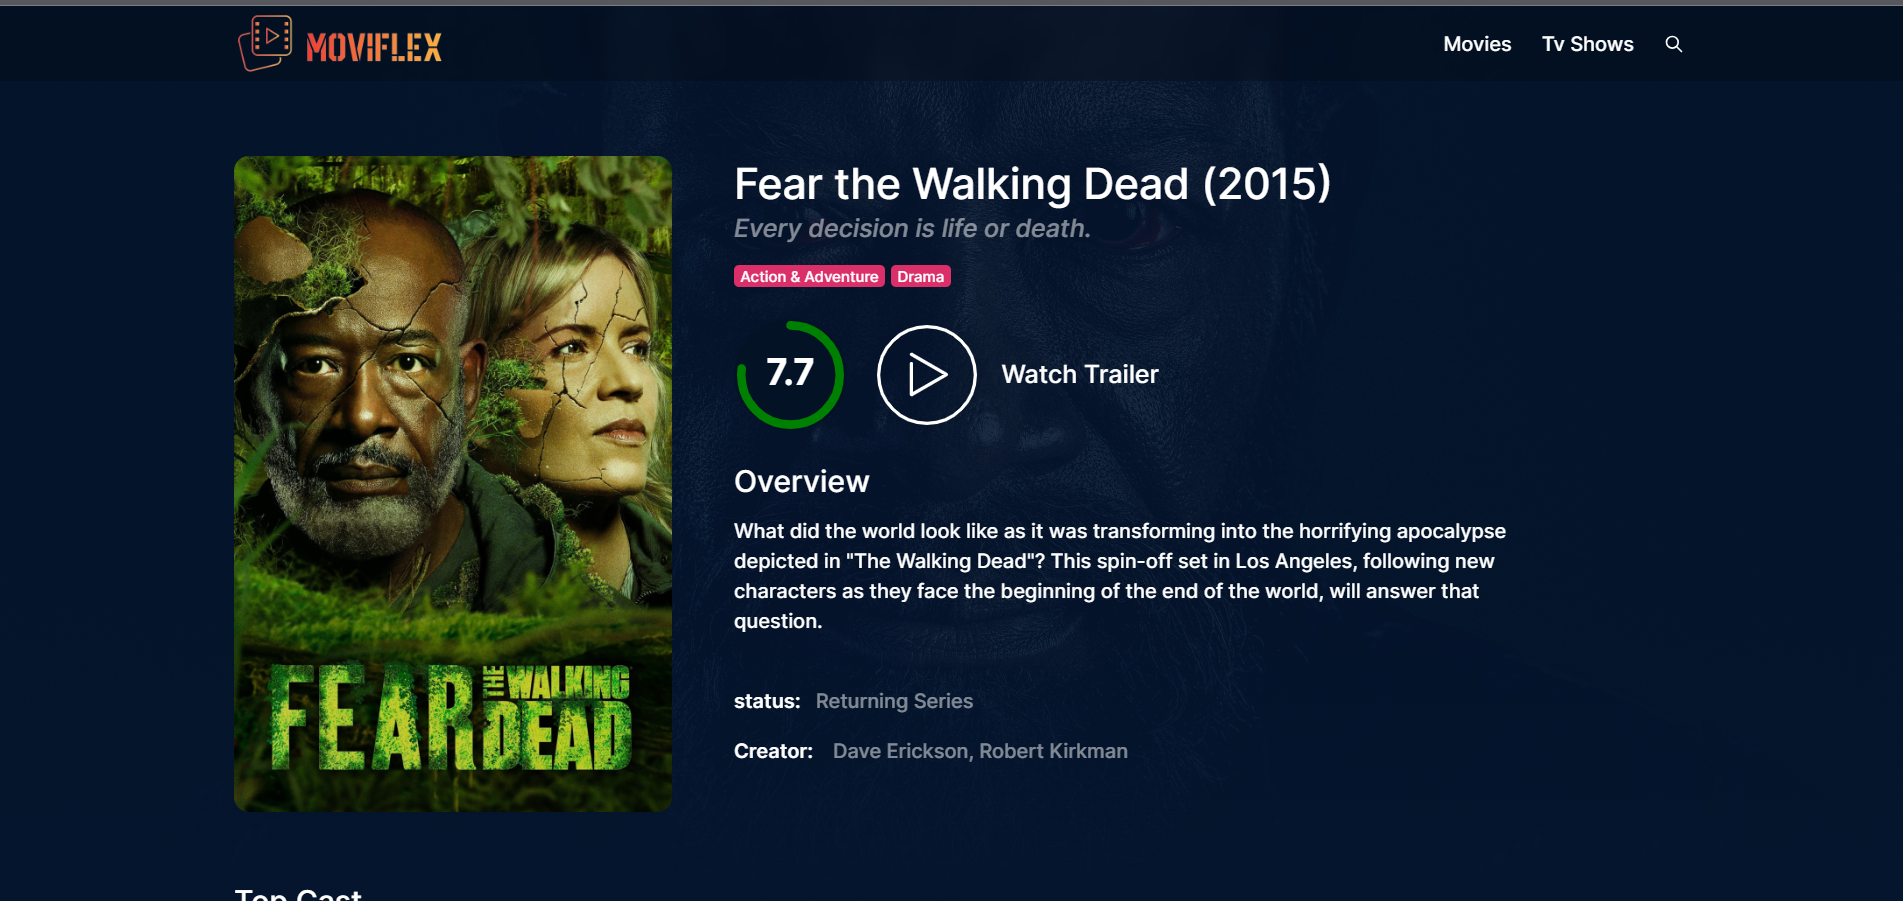 MOVIFLEX
Movies
Tv Shows
Fear the Walking Dead (2015)
Every decision is life or death.
Action & Adventure
Drama
7.7
Watch Trailer
Overview
What did the world look like as it was transforming into the horrifying apocalypse
depicted in "The Walking Dead"? This spin-off set in Los Angeles, following new
characters as they face the beginning of the end of the world, will answer that
question.
status: Returning Series
Creator: Dave Erickson, Robert Kirkman
FEAR THE WALKING DEAD
Top Cast